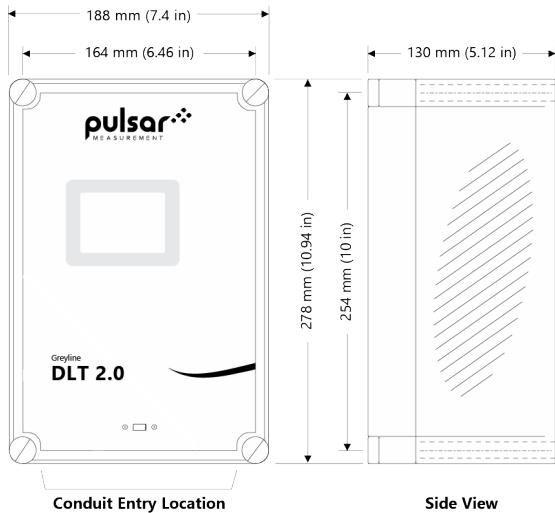 188 mm (7.4 in)
164 mm (6.46 in)
130 mm (5.12 in)
pulsar
MEASUREMENT
278 mm (10.94 in)
254 mm (10 in)
Greyline
DLT 2.0
Conduit Entry Location
Side View